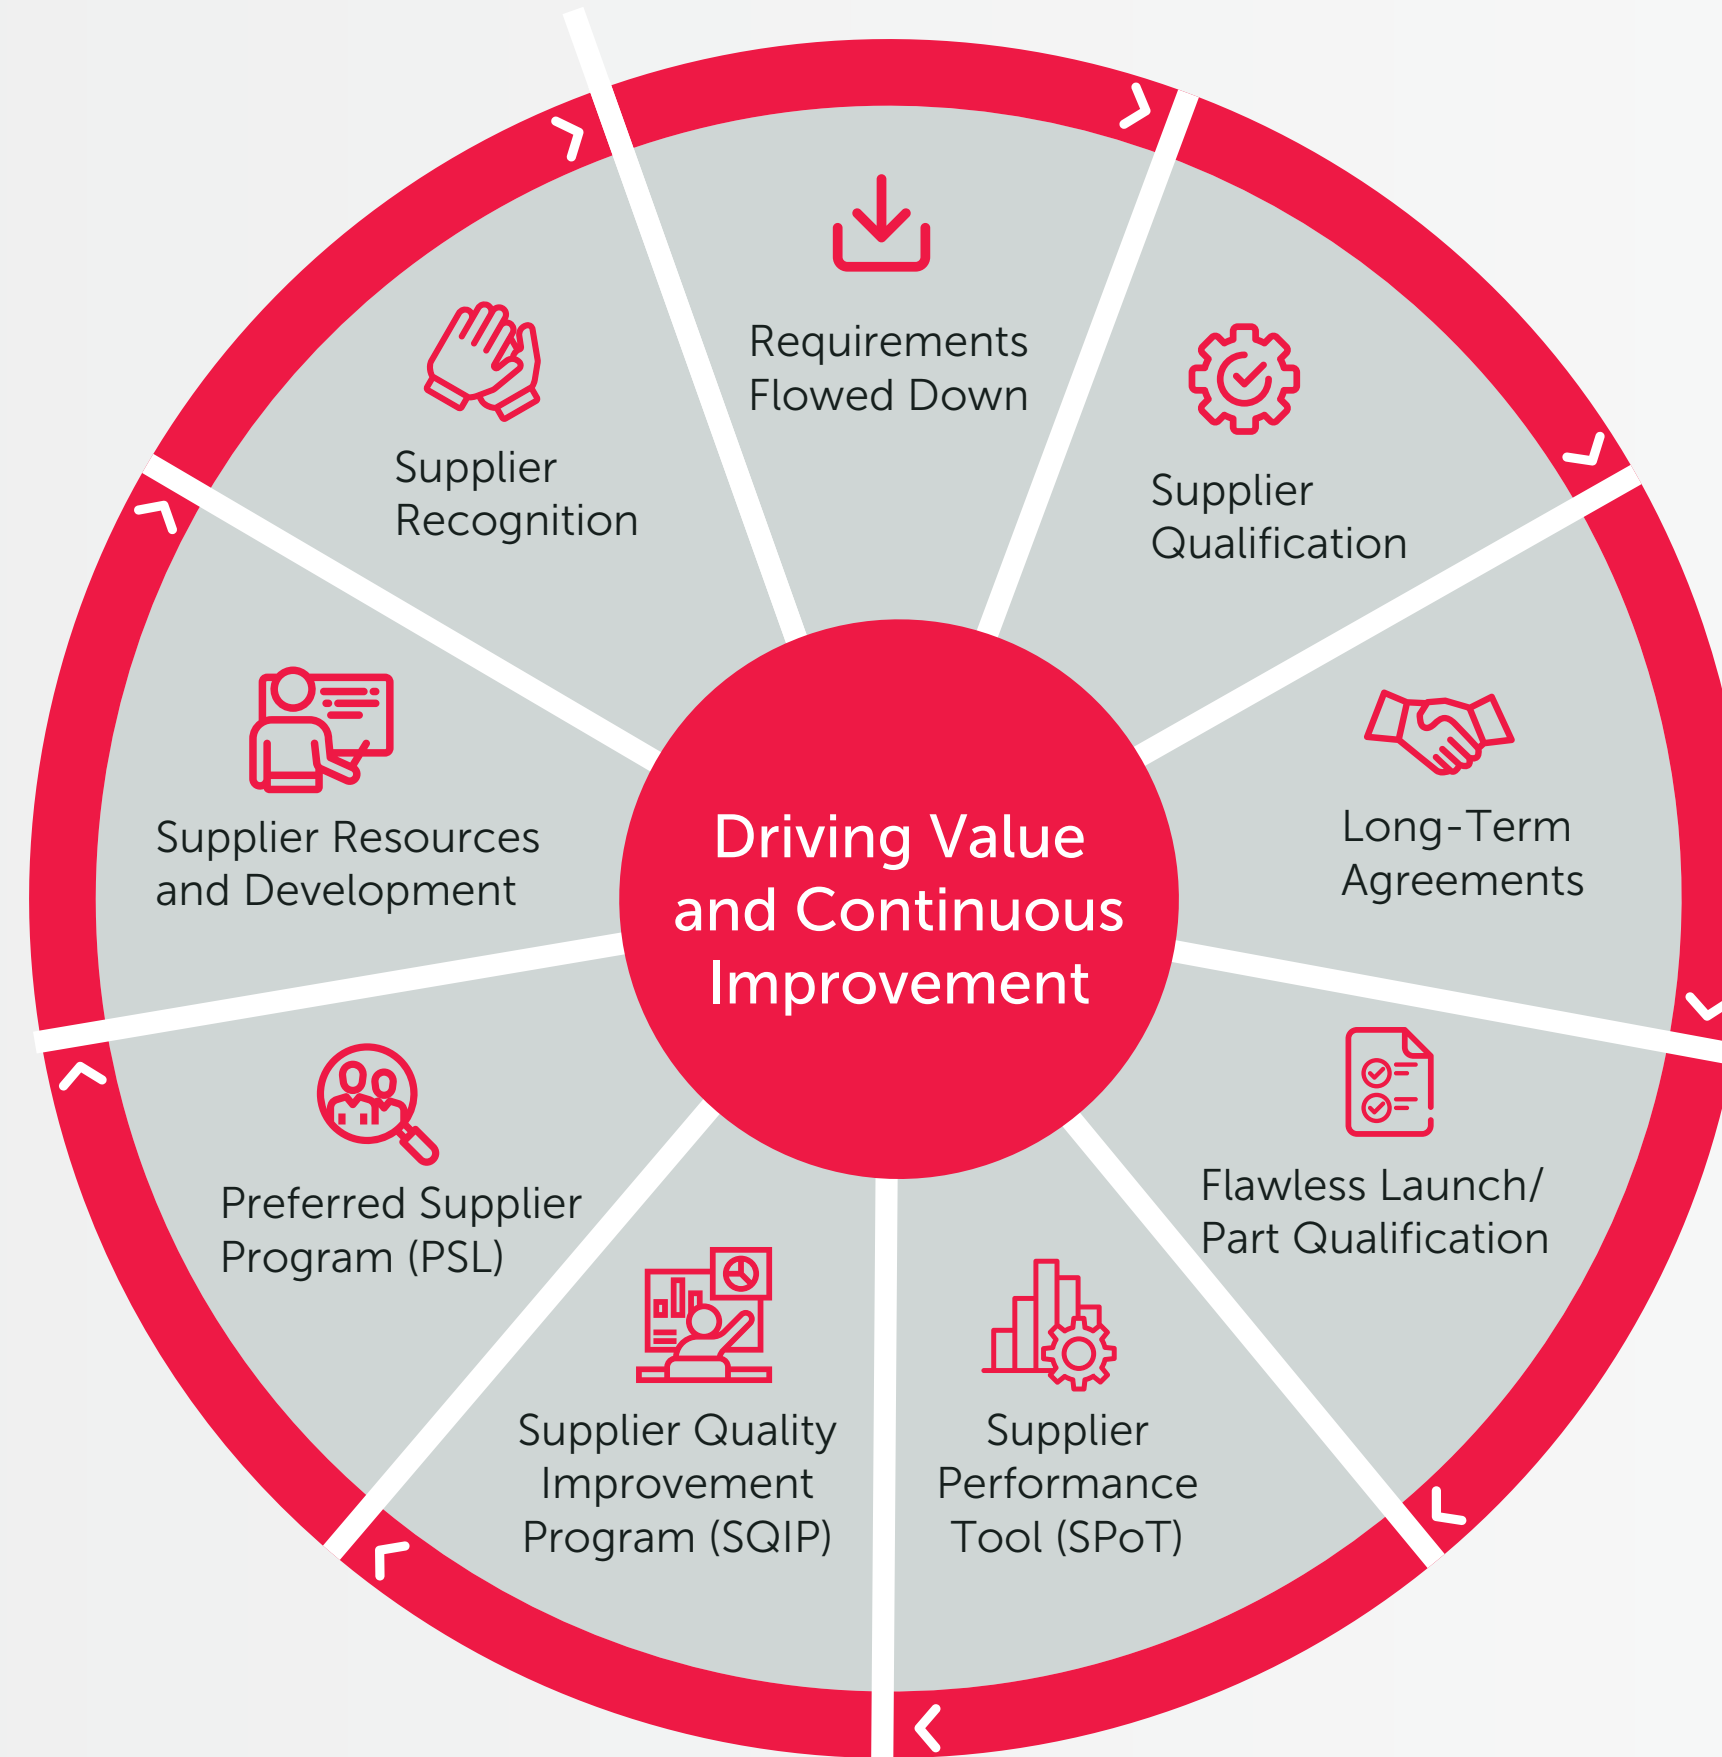 Requirements
Flowed Down
Supplier
Qualification
Long-Term
Agreements
Flawless Launch/
Part Qualification
Supplier
Performance
Tool (SPoT)
Supplier Quality
Improvement
Program (SQIP)
Preferred Supplier
Program (PSL)
Supplier Resources
and Development
Supplier
Recognition
Driving Value
and Continuous
Improvement